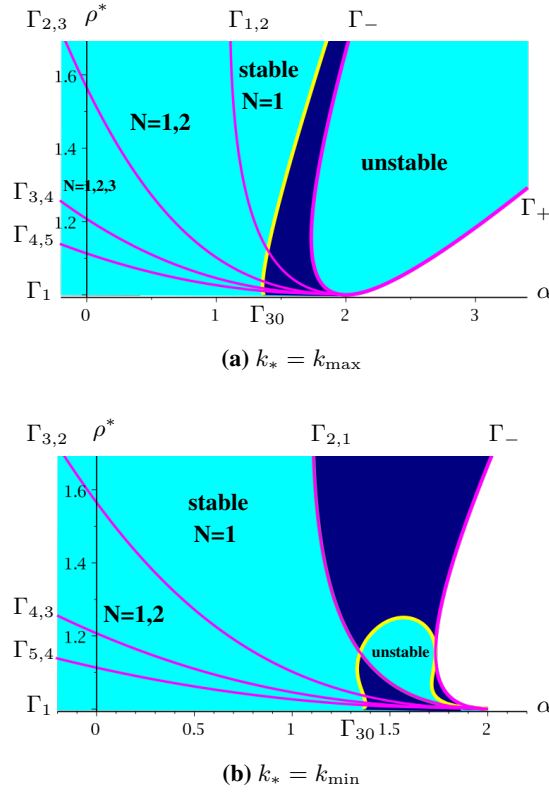 Γ2,3 ρ* Γ1,2 Γ−
1.6
stable
N=1
N=1,2
1.4
unstable
N=1,2,3
Γ3,4
Γ+
1.2
Γ4,5
Γ1
0 1 Γ30 2 3 α
(a) k* = kmax
Γ3,2 ρ* Γ2,1 Γ−
1.6
stable
N=1
1.4
Γ4,3
N=1,2
1.2
Γ5,4
unstable
Γ1
0 0.5 1 Γ30 1.5 2 α
(b) k* = kmin